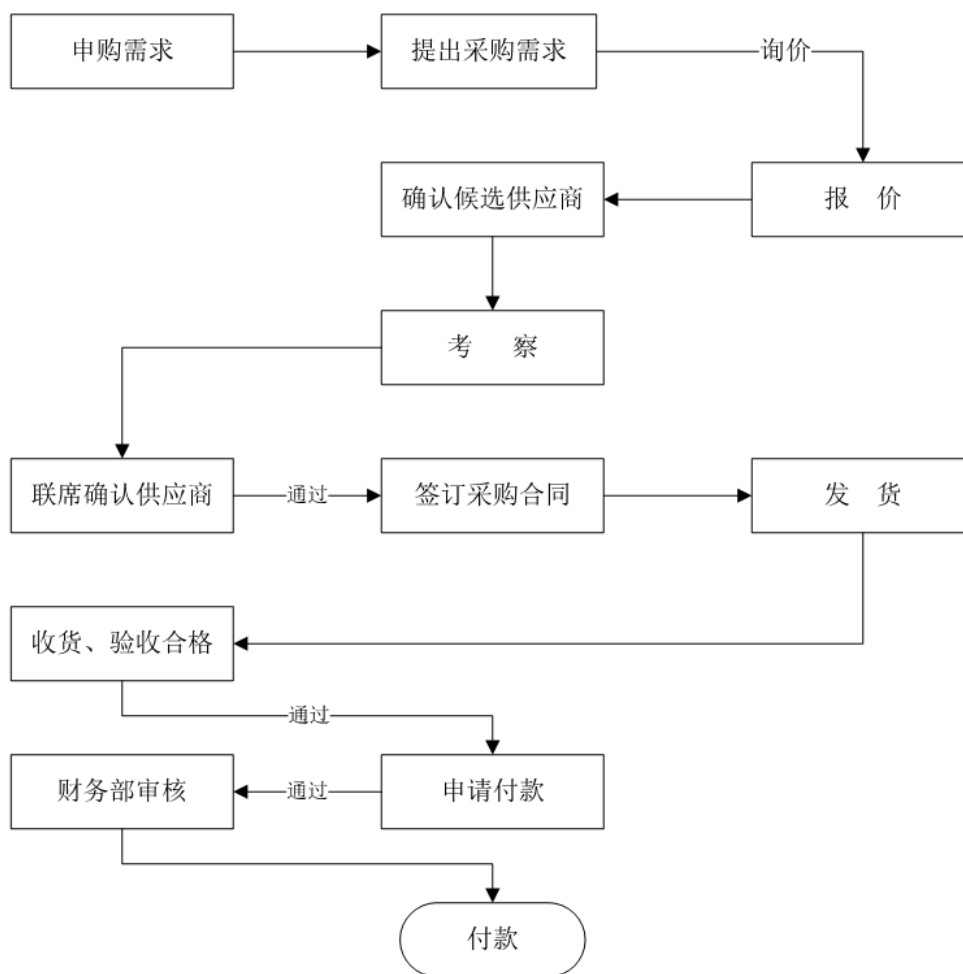 申购需求
提出采购需求
询价
报 价
确认候选供应商
考 察
联席确认供应商
通过
签订采购合同
发 货
收货、验收合格
通过
申请付款
通过
财务部审核
付款